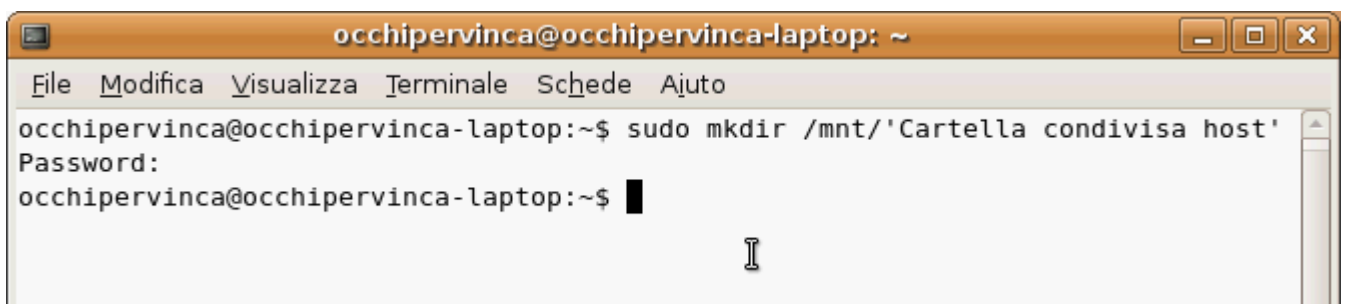 occhipervinca@occhipervinca-laptop: ~
File Modifica Visualizza Terminale Schede Aiuto
occhipervinca@occhipervinca-laptop:~$ sudo mkdir /mnt/'Cartella condivisa host'
Password:
occhipervinca@occhipervinca-laptop:~$